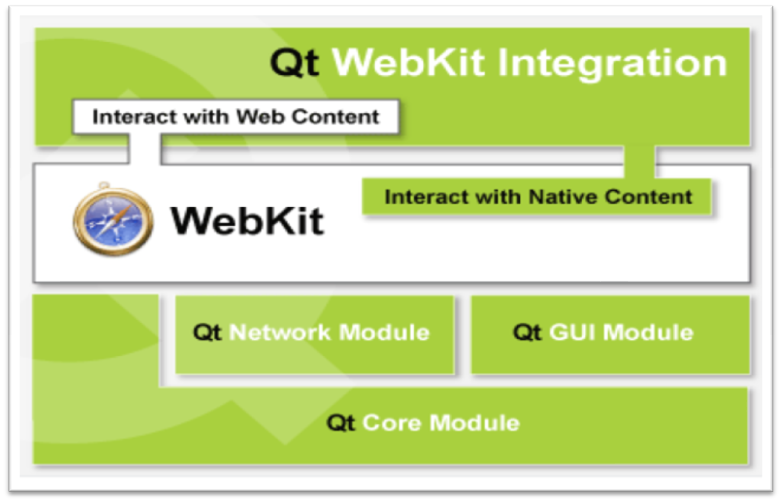 Qt WebKit Integration
Interact with Web Content
Interact with Native Content
WebKit
Qt Network Module
Qt GUI Module
Qt Core Module